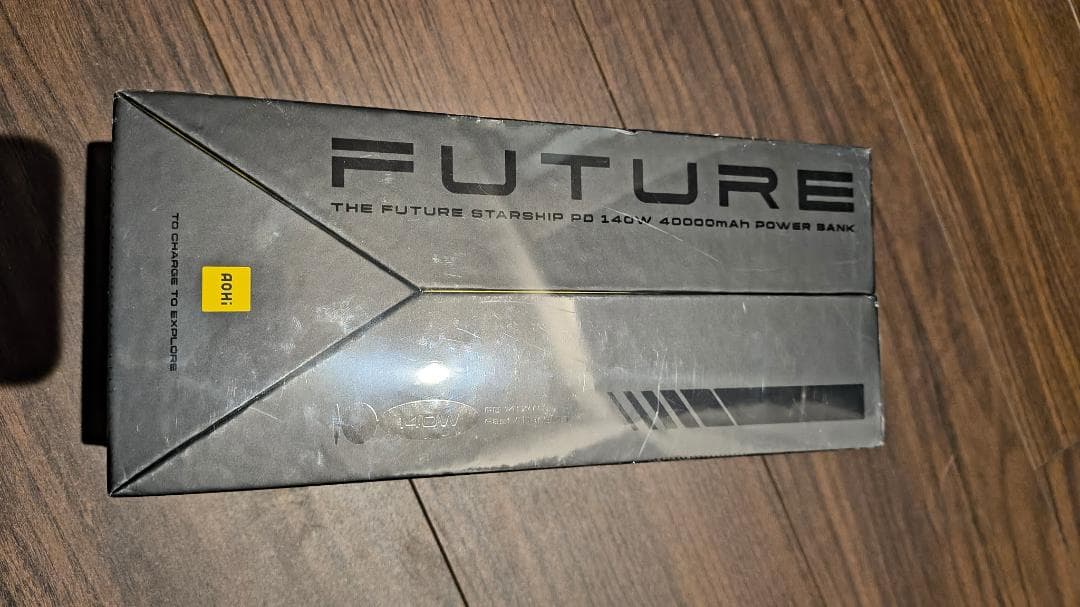 FUTURE
THE FUTURE STARSHIP PD 140W 40000mAh POWER BANK
AOHi
TO CHARGE TO EXPLORE
140W